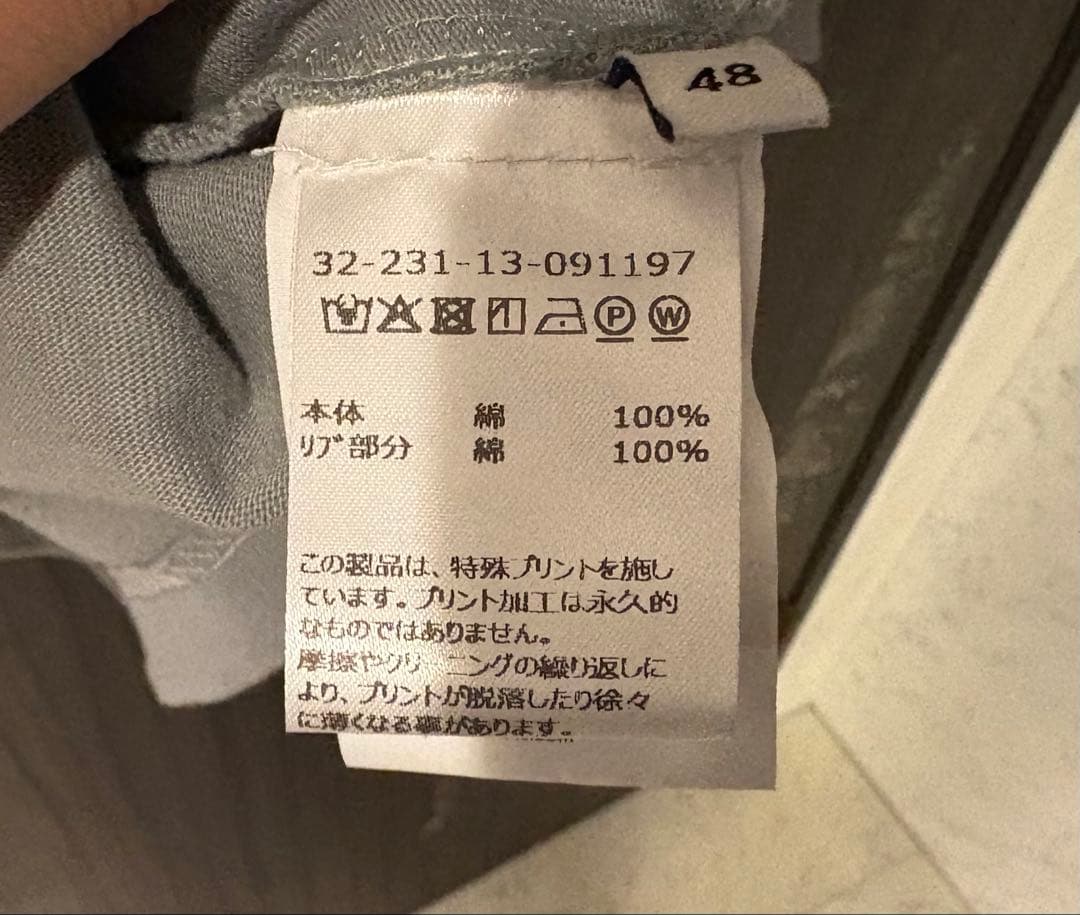 48
32-231-13-091197
P W
本体 綿 100%
リブ部分 綿 100%
この製品は、特殊プリントを施し
ています。プリント加工は永久的
なものではありません。
摩擦やクリーニングの繰り返しに
より、プリントが脱落したり徐々
に薄くなる事があります。